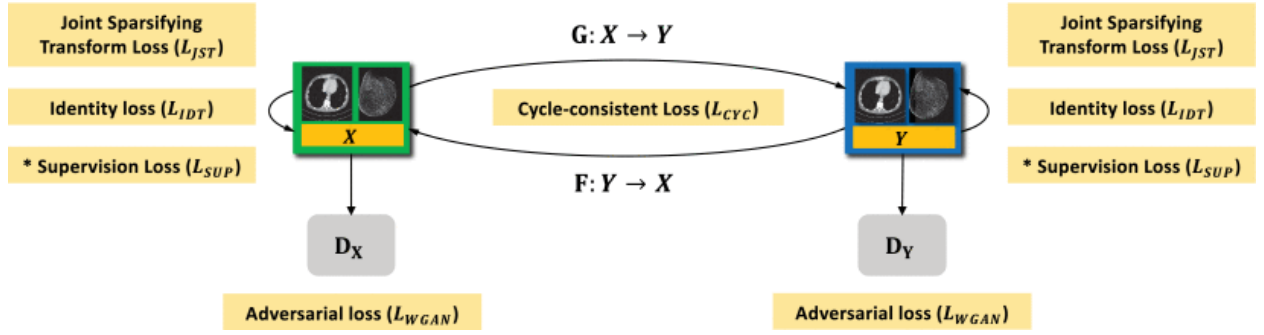 Joint Sparsifying
Transform Loss (L_JST)
Identity loss (L_IDT)
* Supervision Loss (L_SUP)
G: X → Y
X
Cycle-consistent Loss (L_CYC)
Y
F: Y → X
Joint Sparsifying
Transform Loss (L_JST)
Identity loss (L_IDT)
* Supervision Loss (L_SUP)
D_X
D_Y
Adversarial loss (L_WGAN)
Adversarial loss (L_WGAN)